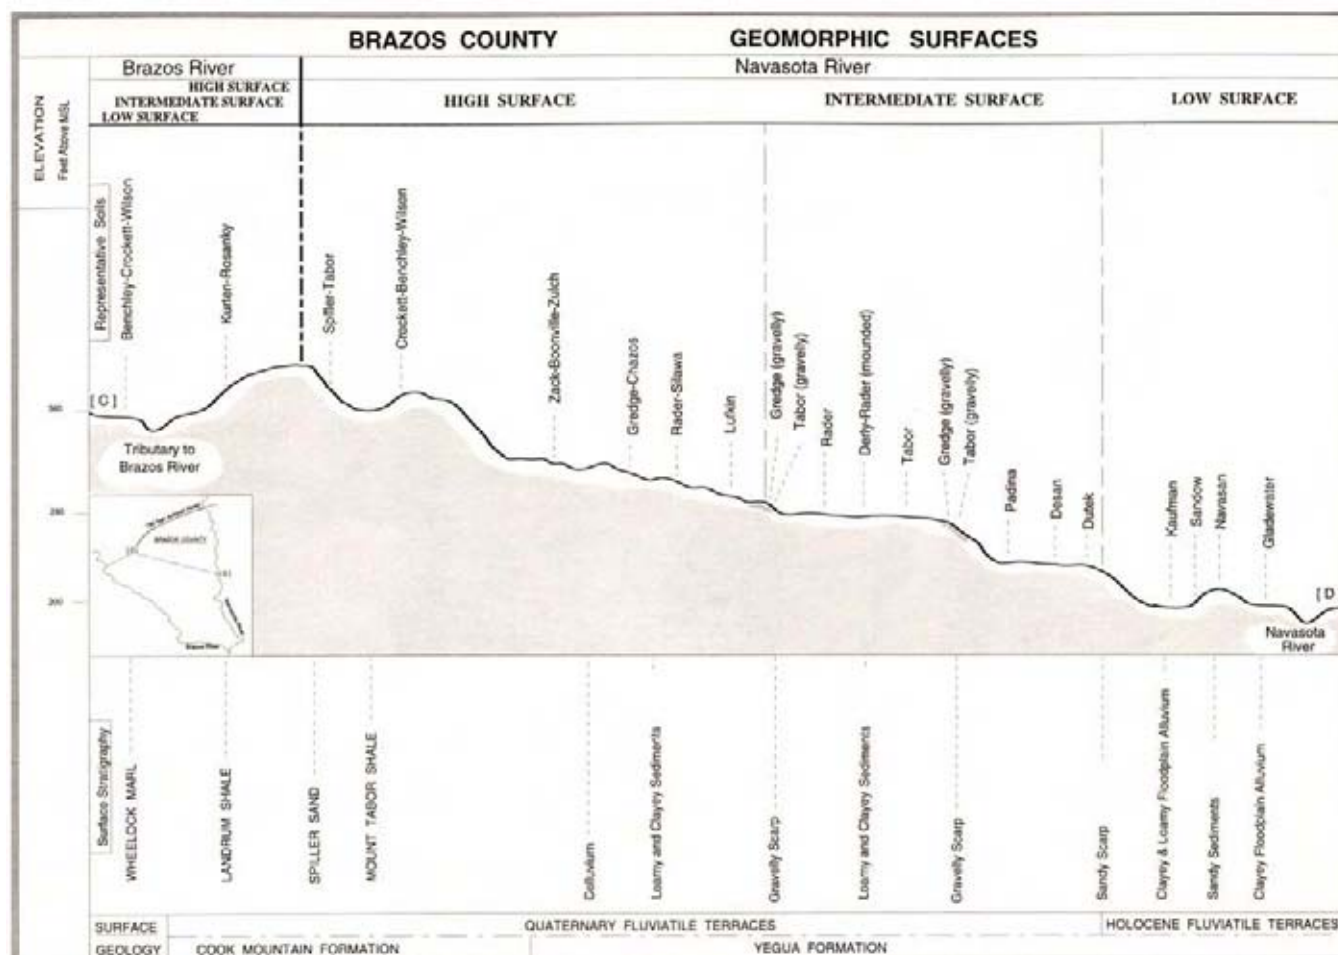 BRAZOS COUNTY GEOMORPHIC SURFACES
Brazos River
Navasota River
HIGH SURFACE
INTERMEDIATE SURFACE
LOW SURFACE
HIGH SURFACE
INTERMEDIATE SURFACE
LOW SURFACE
ELEVATION
Feet Above MSL
Representative Soils
Benchley-Crockett-Wilson
Kurten-Rosanky
Spiller-Tabor
Crockett-Benchley-Wilson
Zack-Boonville-Zulch
Gredge-Chazos
Rader-Silawa
Lufkin
Gredge (gravelly)
Tabor (gravelly)
Rader
Derly-Rader (mounded)
Tabor
Gredge (gravelly)
Tabor (gravelly)
Padina
Desan
Dutek
Kaufman
Sandow
Navasan
Gladewater
[C]
[D
Tributary to
Brazos River
200
BRAZOS COUNTY
Brazos River
Navasota
River
Surface Stratigraphy
WHEELOCK MARL
LANDRUM SHALE
SPILLER SAND
MOUNT TABOR SHALE
Colluvium
Loamy and Clayey Sediments
Gravelly Scarp
Loamy and Clayey Sediments
Gravelly Scarp
Sandy Scarp
Clayey & Loamy Floodplain Alluvium
Sandy Sediments
Clayey Floodplain Alluvium
SURFACE
QUATERNARY FLUVIATILE TERRACES
HOLOCENE FLUVIATILE TERRACES
GEOLOGY
COOK MOUNTAIN FORMATION
YEGUA FORMATION